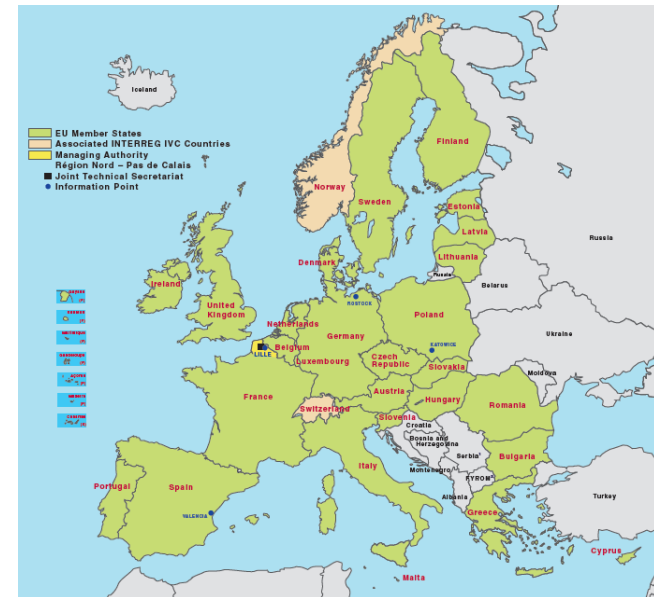 Iceland
EU Member States
Associated INTERREG IVC Countries
Managing Authority
Région Nord – Pas de Calais
Joint Technical Secretariat
Information Point
Norway
Finland
Sweden
Estonia
Latvia
Lithuania
Russia
Russia
Belarus
Denmark
Ireland
United
Kingdom
ROSTOCK
Netherlands
Poland
Germany
KATOWICE
Ukraine
Belgium
LILLE
Luxembourg
Czech
Republic
Slovakia
Moldova
Austria
Hungary
France
Switzerland
Romania
Slovenia
Croatia
Bosnia and
Herzegovina
Serbia¹
Italy
Montenegro
Bulgaria
FYROM
Albania
Portugal
Spain
VALENCIA
Turkey
Greece
Cyprus
Malta